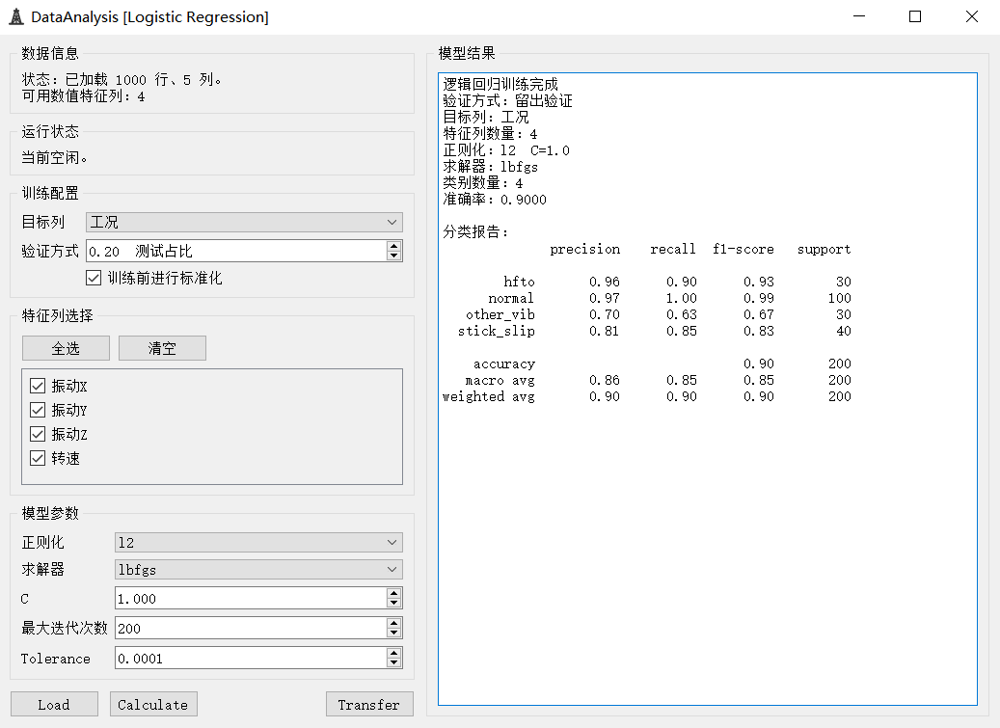 DataAnalysis [Logistic Regression]
数据信息
状态：已加载 1000 行、5 列。
可用数值特征列：4
运行状态
当前空闲。
训练配置
目标列 工况
验证方式 0.20 测试占比
训练前进行标准化
特征列选择
全选 清空
振动X
振动Y
振动Z
转速
模型参数
正则化 l2
求解器 lbfgs
C 1.000
最大迭代次数 200
Tolerance 0.0001
Load Calculate Transfer
模型结果
逻辑回归训练完成
验证方式：留出验证
目标列：工况
特征列数量：4
正则化：l2 C=1.0
求解器：lbfgs
类别数量：4
准确率：0.9000
分类报告：
precision recall f1-score support
hfto 0.96 0.90 0.93 30
normal 0.97 1.00 0.99 100
other_vib 0.70 0.63 0.67 30
stick_slip 0.81 0.85 0.83 40
accuracy 0.90 200
macro avg 0.86 0.85 0.85 200
weighted avg 0.90 0.90 0.90 200